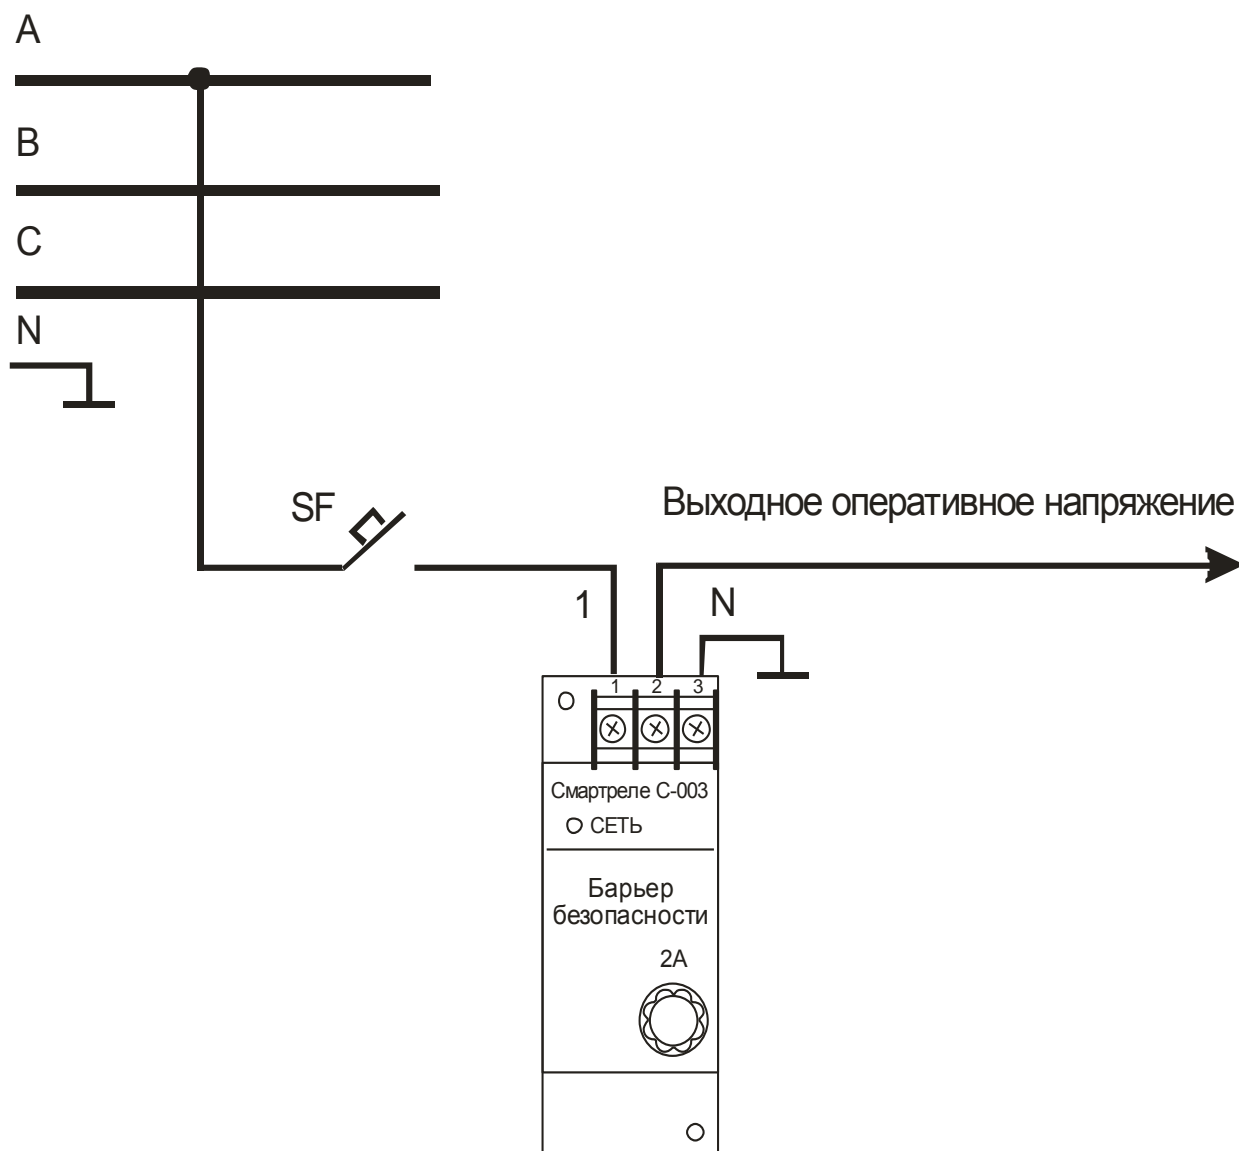 A
B
C
N
SF
Выходное оперативное напряжение
1
N
1 2 3
Смартреле С-003
СЕТЬ
Барьер
безопасности
2А